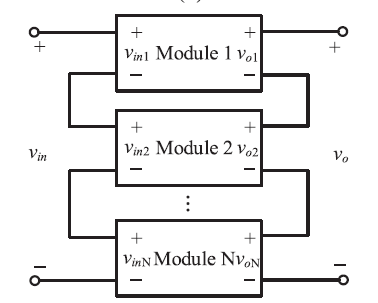 + + + +
v_in1 Module 1 v_o1
− −
+ +
v_in v_in2 Module 2 v_o2 v_o
− −
⋮
+ +
− v_inN Module N v_oN −
− −